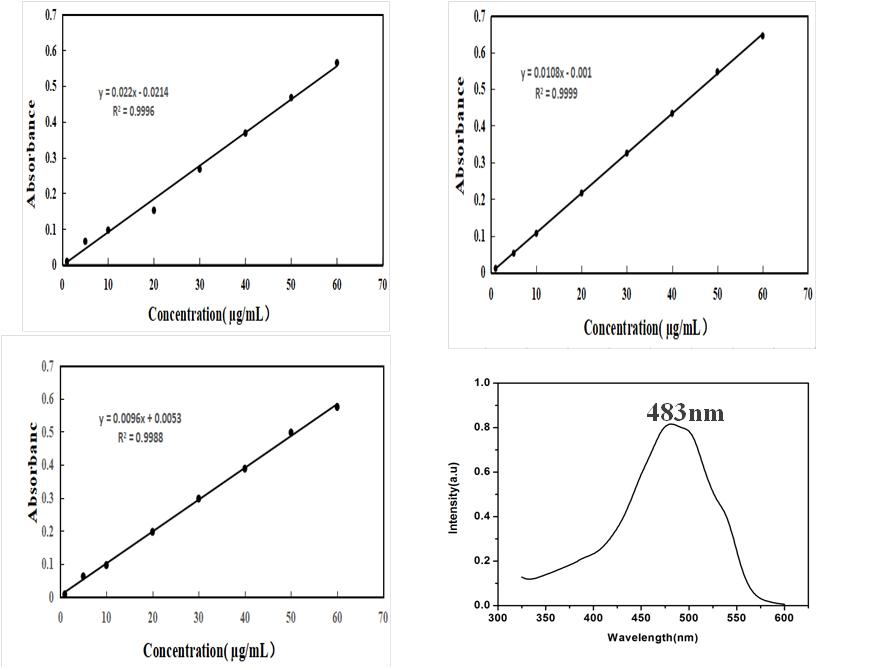 0.7
0.6
0.5
0.4
0.3
0.2
0.1
0
Absorbance
y = 0.022x - 0.0214
R² = 0.9996
0 10 20 30 40 50 60 70
Concentration( μg/mL)
0.7
0.6
0.5
0.4
0.3
0.2
0.1
0
Absorbance
y = 0.0108x - 0.001
R² = 0.9999
0 10 20 30 40 50 60 70
Concentration( μg/mL)
0.7
0.6
0.5
0.4
0.3
0.2
0.1
0
Absorbanc
y = 0.0096x + 0.0053
R² = 0.9988
0 10 20 30 40 50 60 70
Concentration( μg/mL)
1.0
0.8
0.6
0.4
0.2
0.0
Intensity(a.u)
483nm
300 350 400 450 500 550 600
Wavelength(nm)